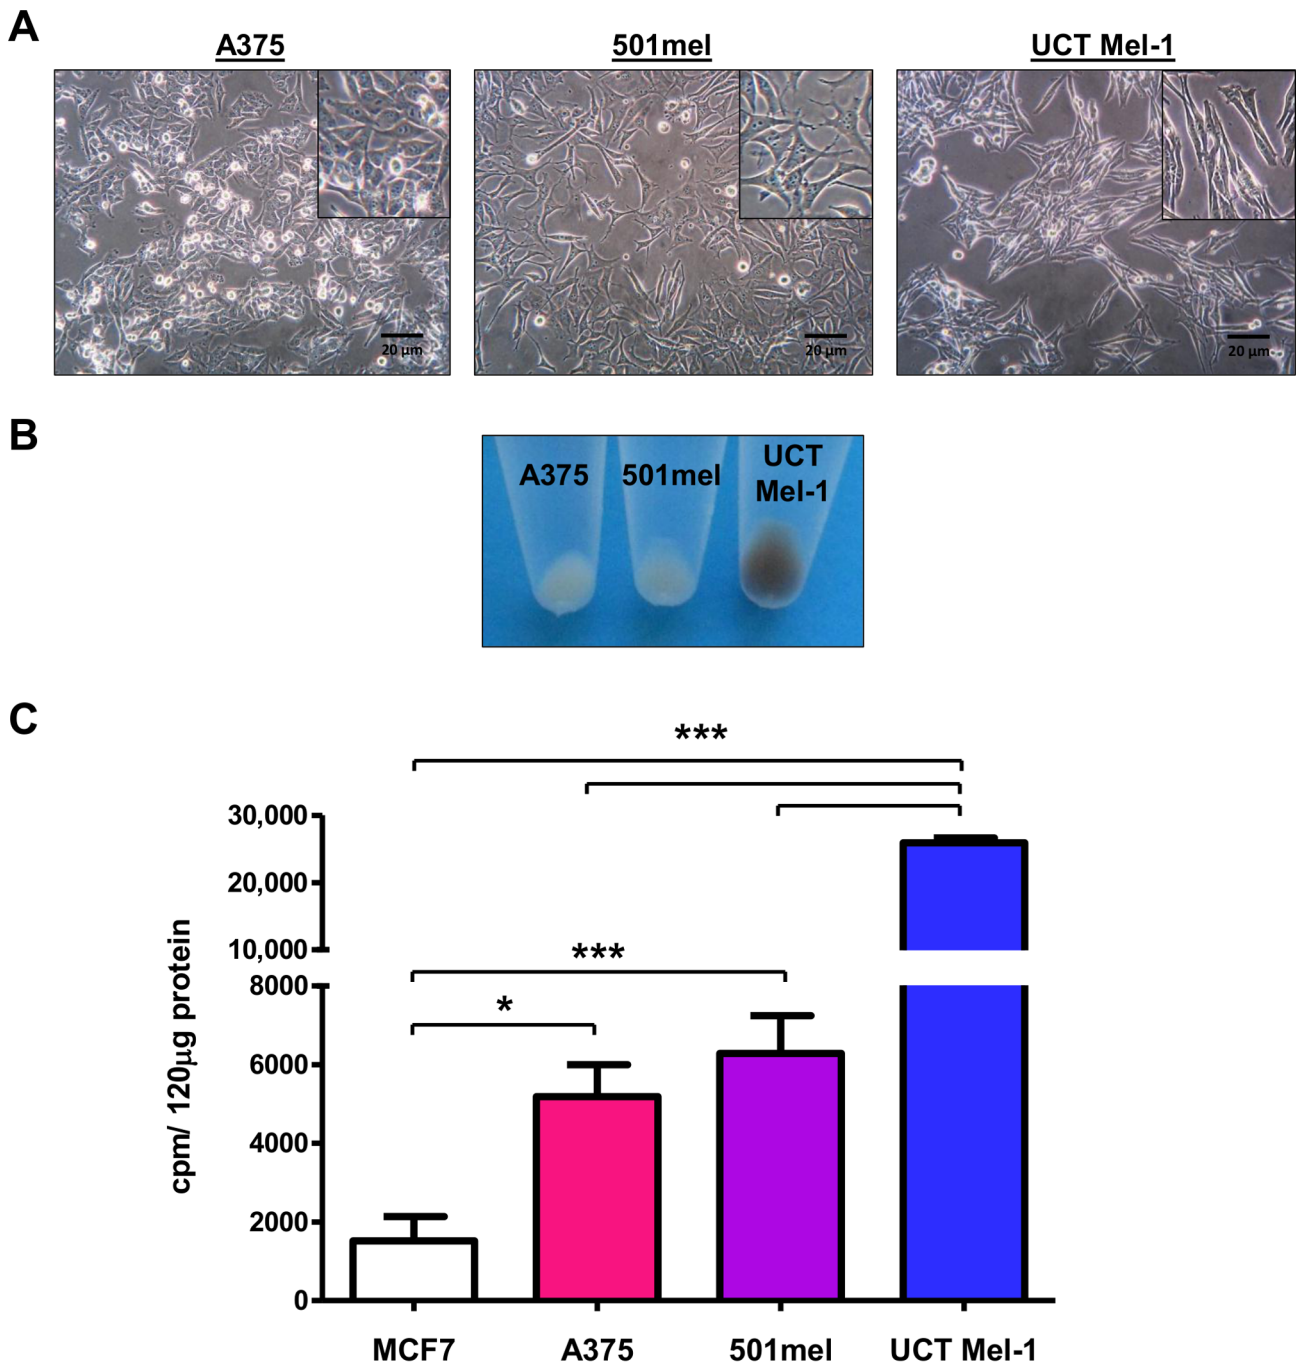 A
A375
501mel
UCT Mel-1
20 µm
20 µm
20 µm
B
A375
501mel
UCT
Mel-1
C
***
30,000
20,000
10,000
***
8000
*
6000
4000
2000
0
cpm/ 120µg protein
MCF7
A375
501mel
UCT Mel-1